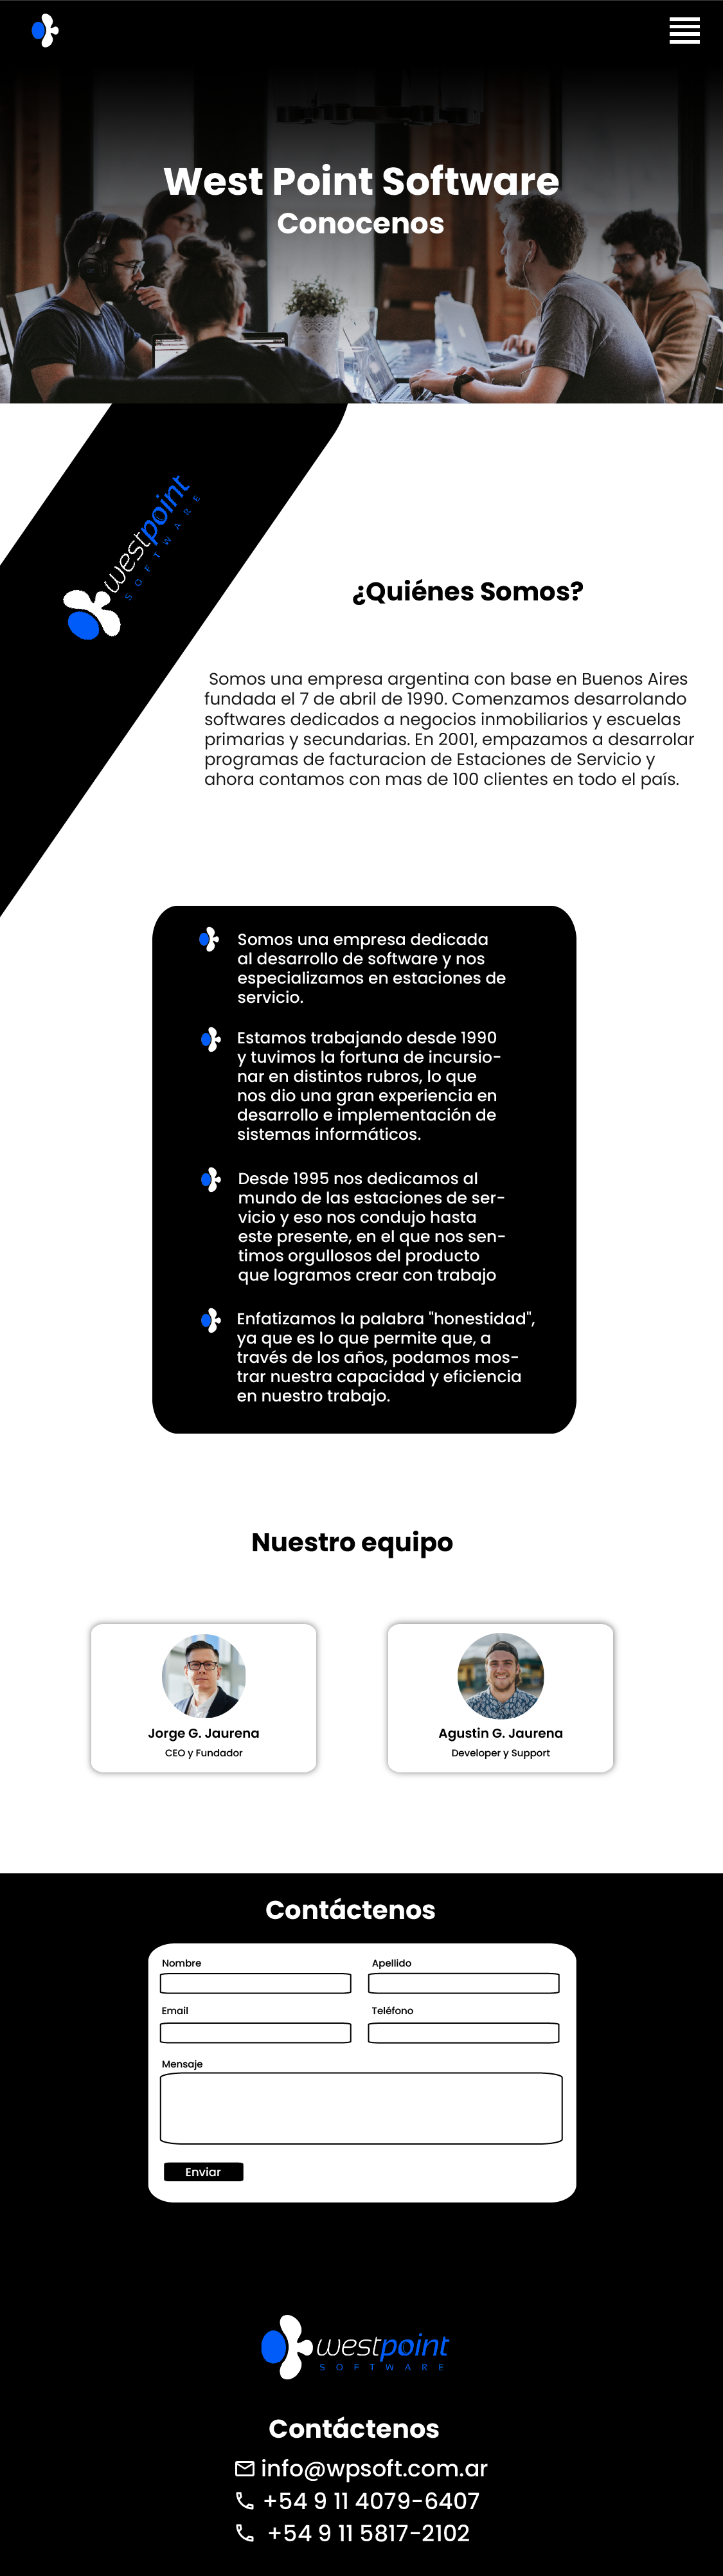 West Point Software
Conocenos
westpoint
SOFTWARE
¿Quiénes Somos?
Somos una empresa argentina con base en Buenos Aires
fundada el 7 de abril de 1990. Comenzamos desarrolando
softwares dedicados a negocios inmobiliarios y escuelas
primarias y secundarias. En 2001, empazamos a desarrolar
programas de facturacion de Estaciones de Servicio y
ahora contamos con mas de 100 clientes en todo el país.
Somos una empresa dedicada
al desarrollo de software y nos
especializamos en estaciones de
servicio.
Estamos trabajando desde 1990
y tuvimos la fortuna de incursio-
nar en distintos rubros, lo que
nos dio una gran experiencia en
desarrollo e implementación de
sistemas informáticos.
Desde 1995 nos dedicamos al
mundo de las estaciones de ser-
vicio y eso nos condujo hasta
este presente, en el que nos sen-
timos orgullosos del producto
que logramos crear con trabajo
Enfatizamos la palabra "honestidad",
ya que es lo que permite que, a
través de los años, podamos mos-
trar nuestra capacidad y eficiencia
en nuestro trabajo.
Nuestro equipo
Jorge G. Jaurena
CEO y Fundador
Agustin G. Jaurena
Developer y Support
Contáctenos
Nombre
Apellido
Email
Teléfono
Mensaje
Enviar
westpoint
SOFTWARE
Contáctenos
info@wpsoft.com.ar
+54 9 11 4079-6407
+54 9 11 5817-2102